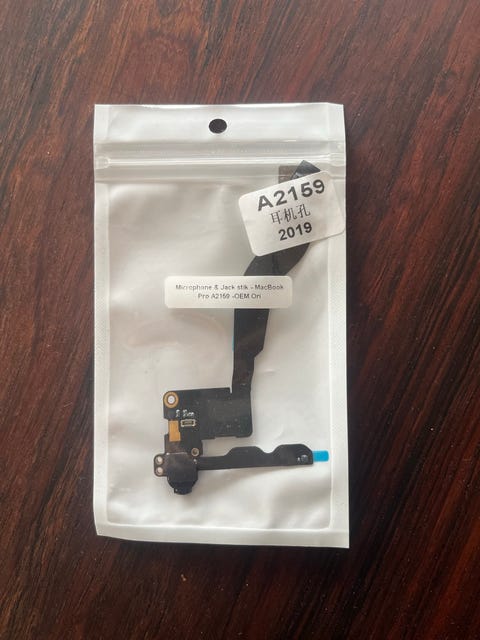 A2159
耳机孔
2019
Microphone & Jack stik - MacBook
Pro A2159 -OEM Ori